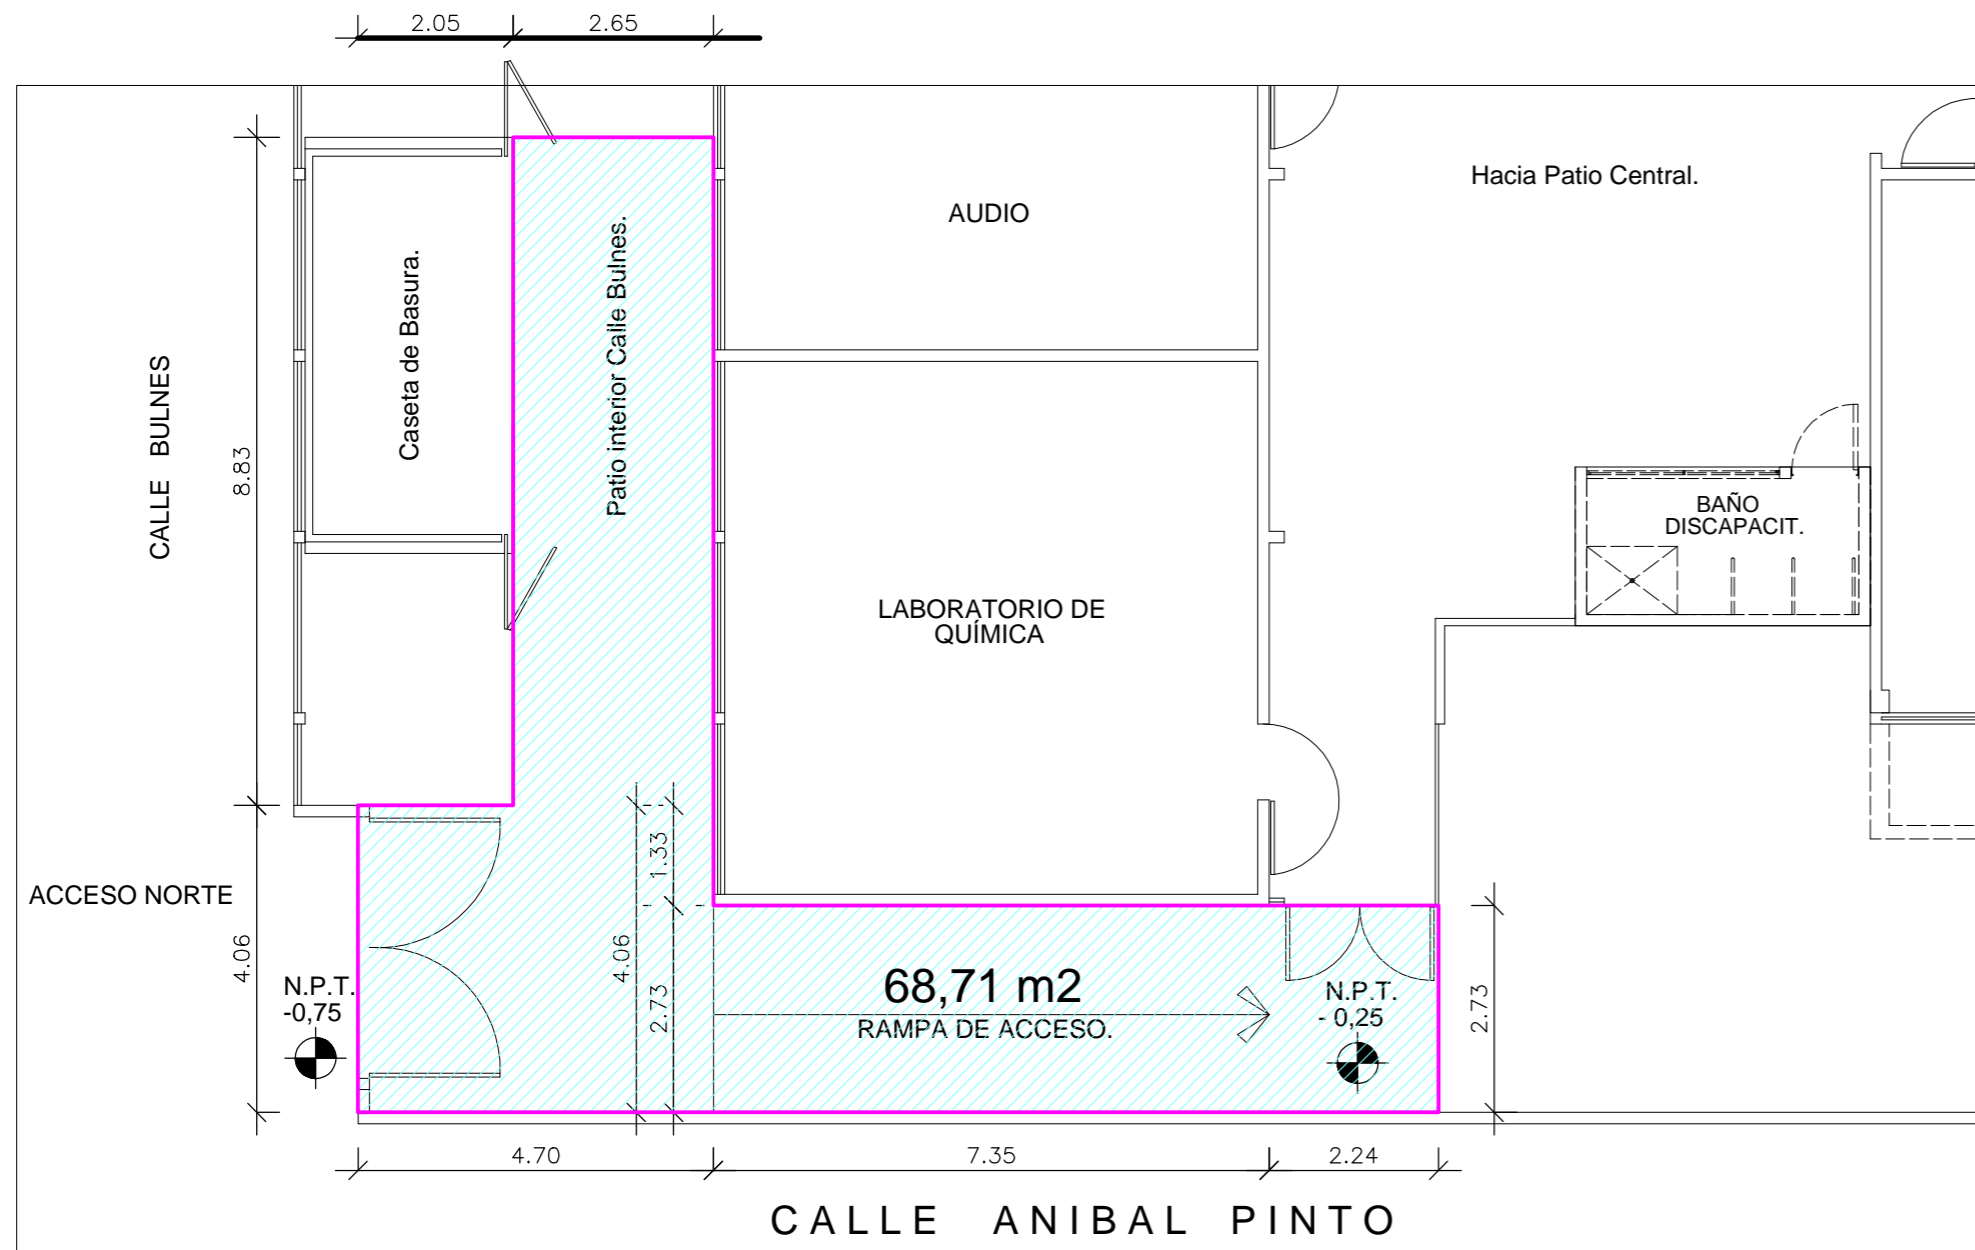 2.05
2.65
Hacia Patio Central.
AUDIO
Caseta de Basura.
Patio interior Calle Bulnes.
CALLE BULNES
8.83
BAÑO
DISCAPACIT.
LABORATORIO DE
QUÍMICA
1.33
ACCESO NORTE
4.06
4.06
2.73
68,71 m2
RAMPA DE ACCESO.
N.P.T.
-0,75
N.P.T.
- 0,25
2.73
4.70
7.35
2.24
CALLE ANIBAL PINTO